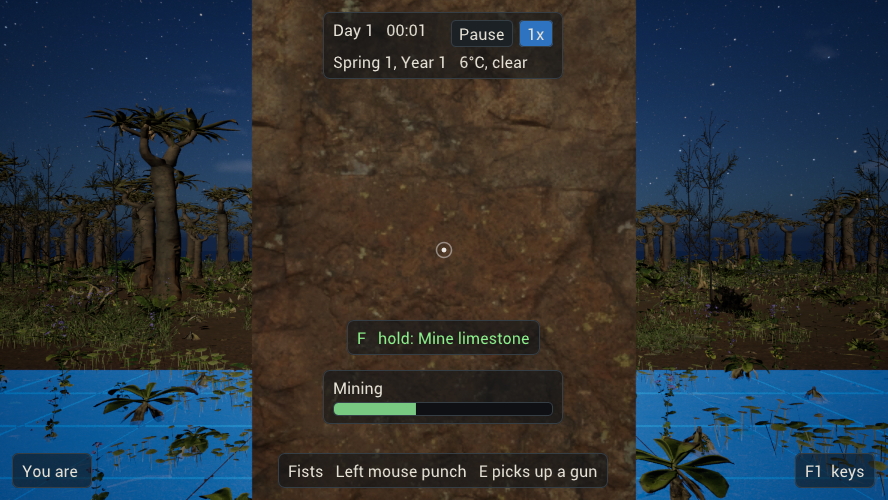 Day 1 00:01 Pause 1x
Spring 1, Year 1 6°C, clear
F hold: Mine limestone
Mining
You are
Fists Left mouse punch E picks up a gun
F1 keys